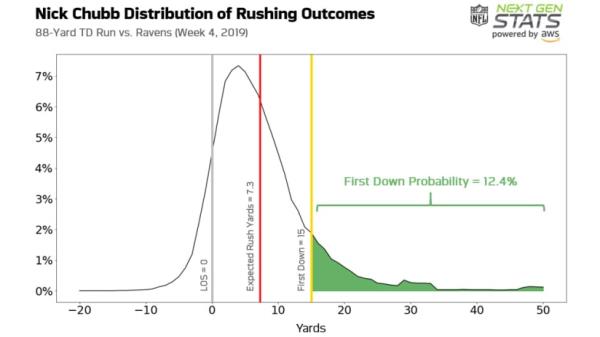 Nick Chubb Distribution of Rushing Outcomes
88-Yard TD Run vs. Ravens (Week 4, 2019)
NFL
NEXT GEN
STATS
powered by aws
7%
6%
5%
4%
3%
2%
1%
0%
First Down Probability = 12.4%
LOS = 0
Expected Rush Yards = 7.3
First Down = 15
−20
−10
0
10
20
30
40
50
Yards